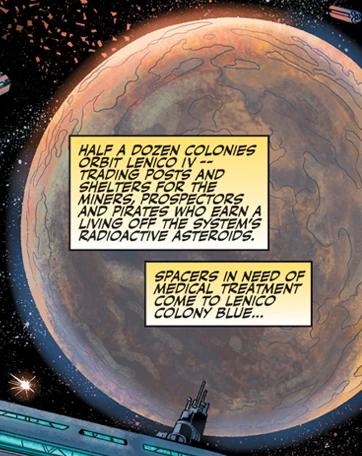 HALF A DOZEN COLONIES
ORBIT LENICO IV --
TRADING POSTS AND
SHELTERS FOR THE
MINERS, PROSPECTORS
AND PIRATES WHO EARN A
LIVING OFF THE SYSTEM'S
RADIOACTIVE ASTEROIDS.
SPACERS IN NEED OF
MEDICAL TREATMENT
COME TO LENICO
COLONY BLUE...